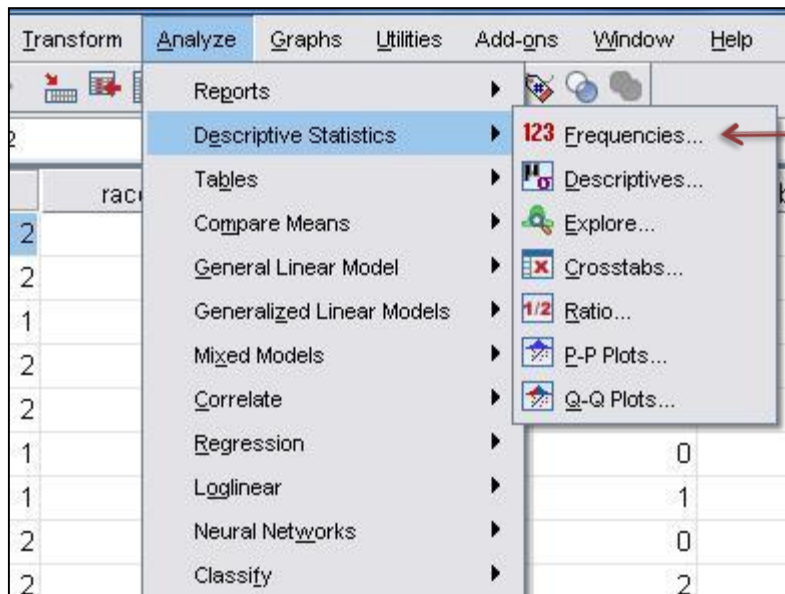 Transform Analyze Graphs Utilities Add-ons Window Help
Reports
2
Descriptive Statistics
123 Frequencies...
Tables
μσ Descriptives...
Compare Means
Explore...
General Linear Model
Crosstabs...
Generalized Linear Models
1/2 Ratio...
Mixed Models
P-P Plots...
Correlate
Q-Q Plots...
Regression
Loglinear
Neural Networks
Classify
2
2
1
2
2
1 0
1 1
2 0
2 2